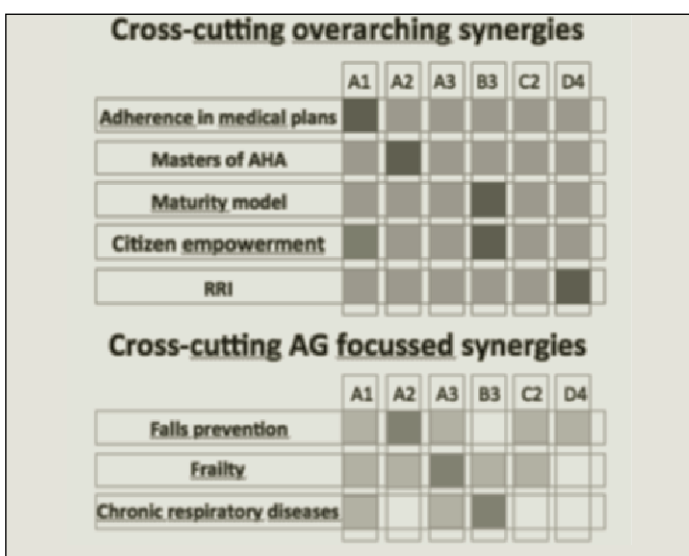 Cross-cutting overarching synergies
A1 A2 A3 B3 C2 D4
Adherence in medical plans
Masters of AHA
Maturity model
Citizen empowerment
RRI
Cross-cutting AG focussed synergies
A1 A2 A3 B3 C2 D4
Falls prevention
Frailty
Chronic respiratory diseases